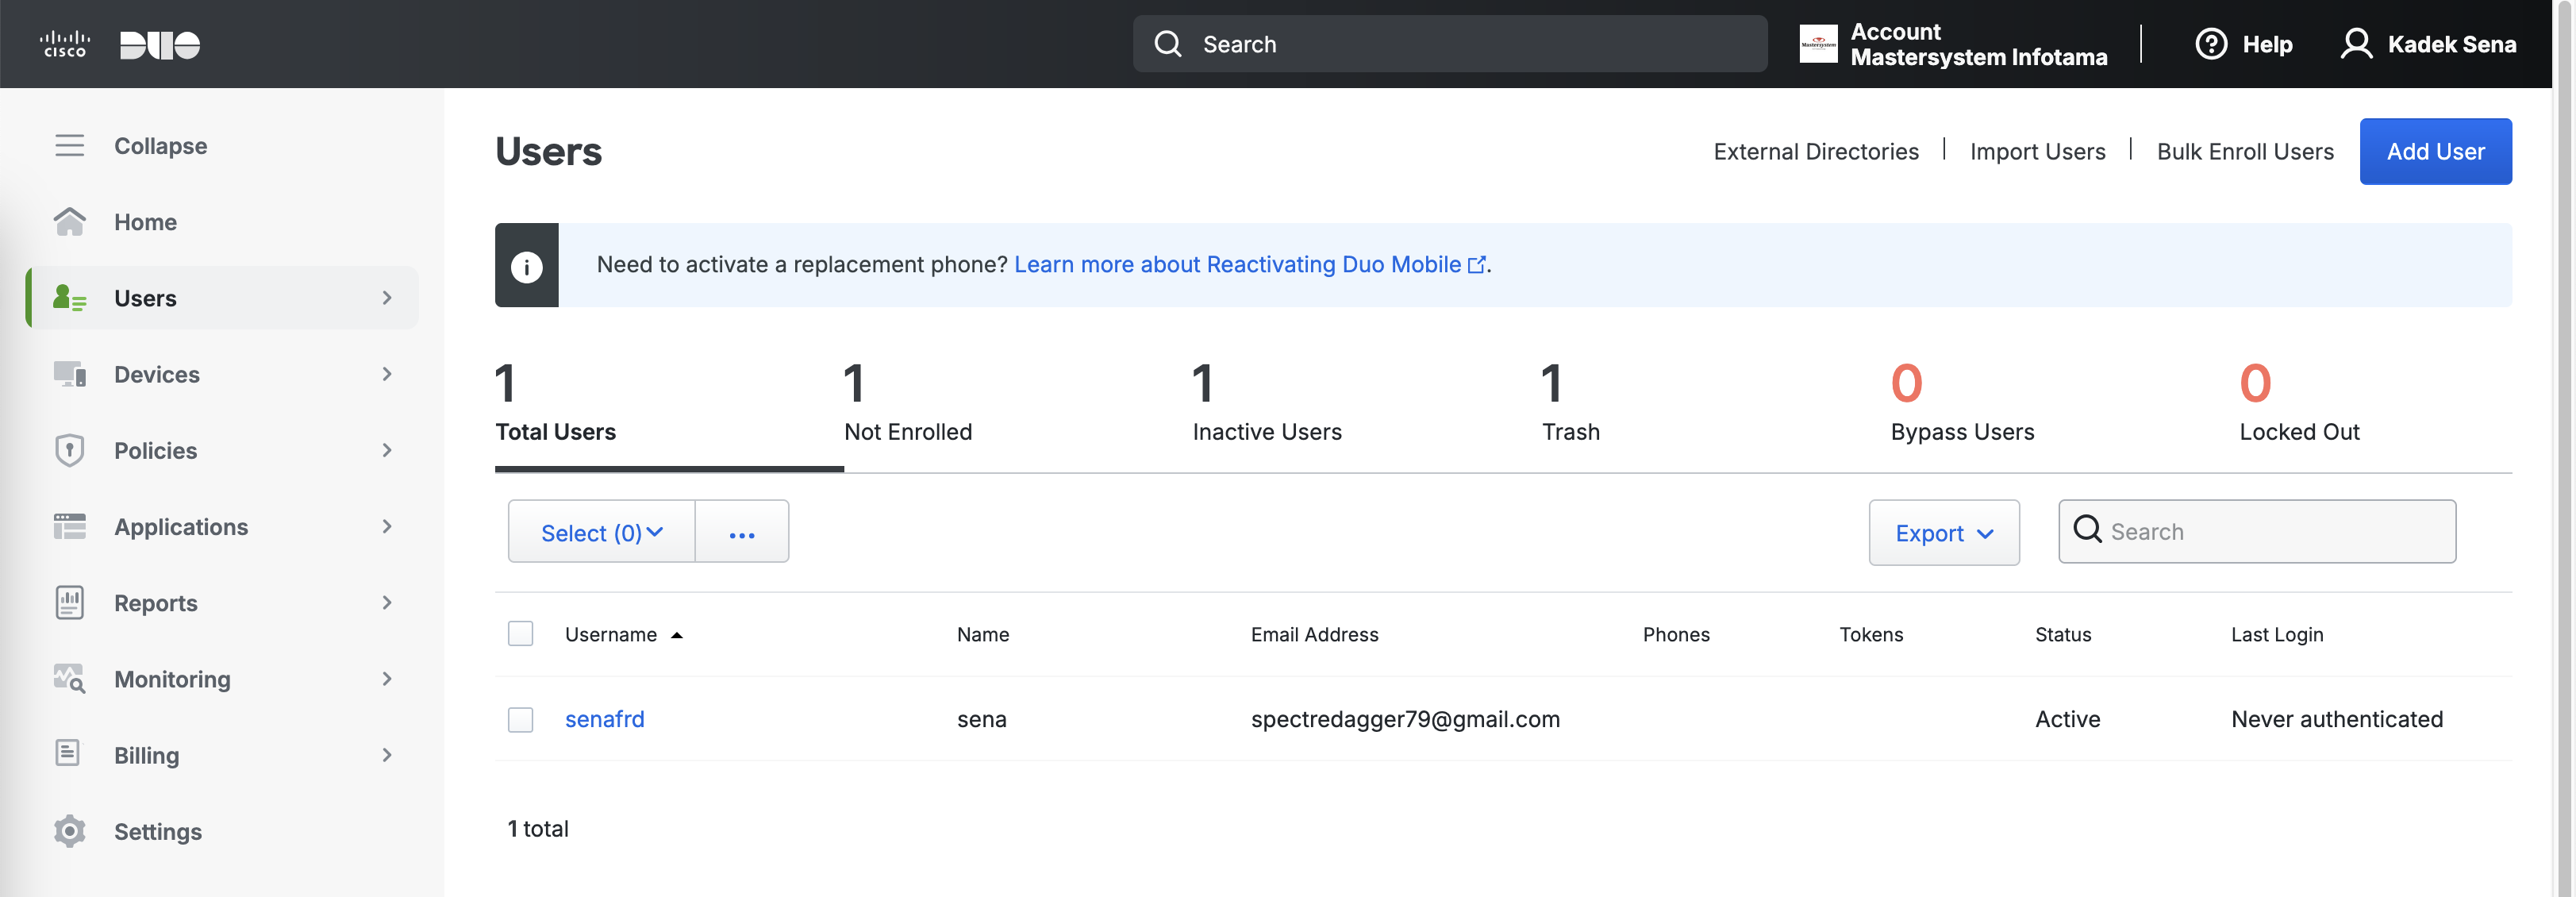 cisco DUO
Search
Account
Mastersystem Infotama
Help
Kadek Sena
Collapse
Home
Users
Devices
Policies
Applications
Reports
Monitoring
Billing
Settings
Users
External Directories | Import Users | Bulk Enroll Users
Add User
Need to activate a replacement phone? Learn more about Reactivating Duo Mobile.
1 Total Users
1 Not Enrolled
1 Inactive Users
1 Trash
0 Bypass Users
0 Locked Out
Select (0) ...
Export
Search
Username Name Email Address Phones Tokens Status Last Login
senafrd sena spectredagger79@gmail.com Active Never authenticated
1 total